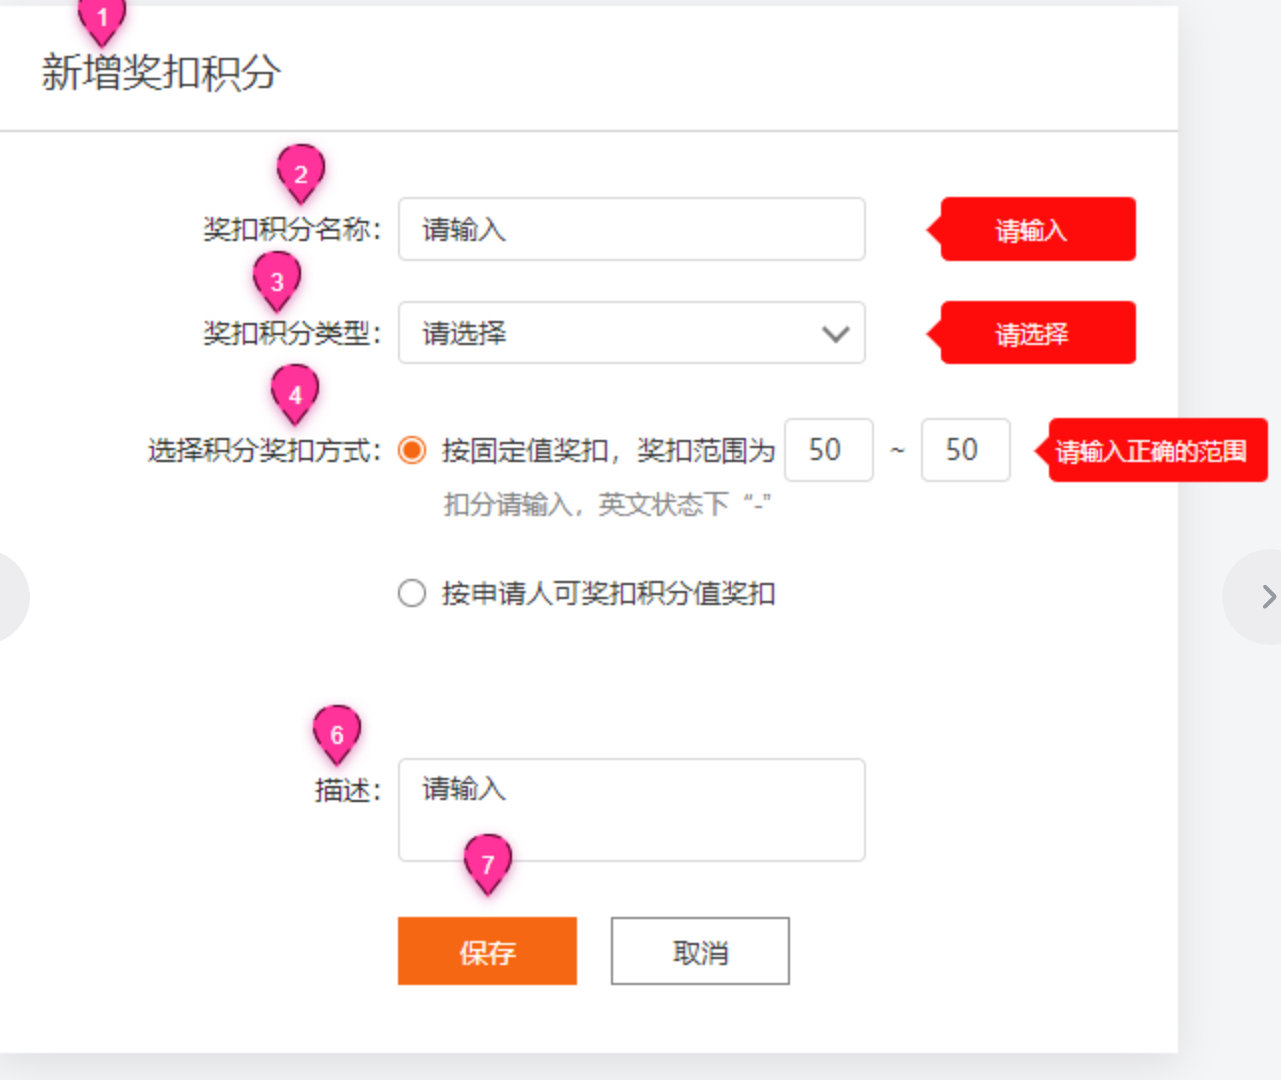 1
新增奖扣积分
2
奖扣积分名称：
请输入
请输入
3
奖扣积分类型：
请选择
请选择
4
选择积分奖扣方式：
按固定值奖扣，奖扣范围为 50 ~ 50
请输入正确的范围
扣分请输入，英文状态下“-”
按申请人可奖扣积分值奖扣
6
描述：
请输入
7
保存
取消